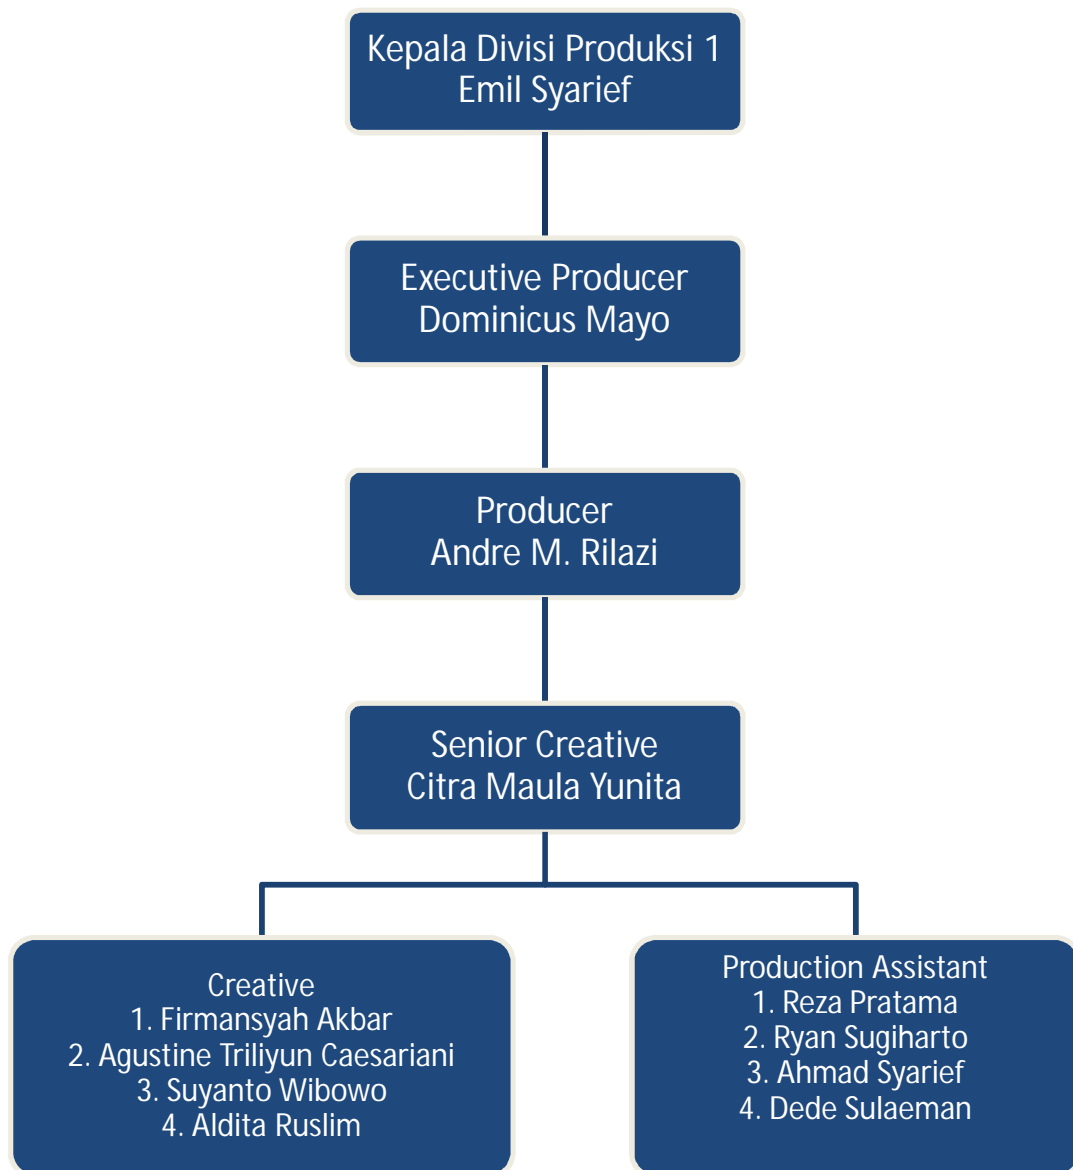 Kepala Divisi Produksi 1
Emil Syarief
Executive Producer
Dominicus Mayo
Producer
Andre M. Rilazi
Senior Creative
Citra Maula Yunita
Creative
1. Firmansyah Akbar
2. Agustine Triliyun Caesariani
3. Suyanto Wibowo
4. Aldita Ruslim
Production Assistant
1. Reza Pratama
2. Ryan Sugiharto
3. Ahmad Syarief
4. Dede Sulaeman